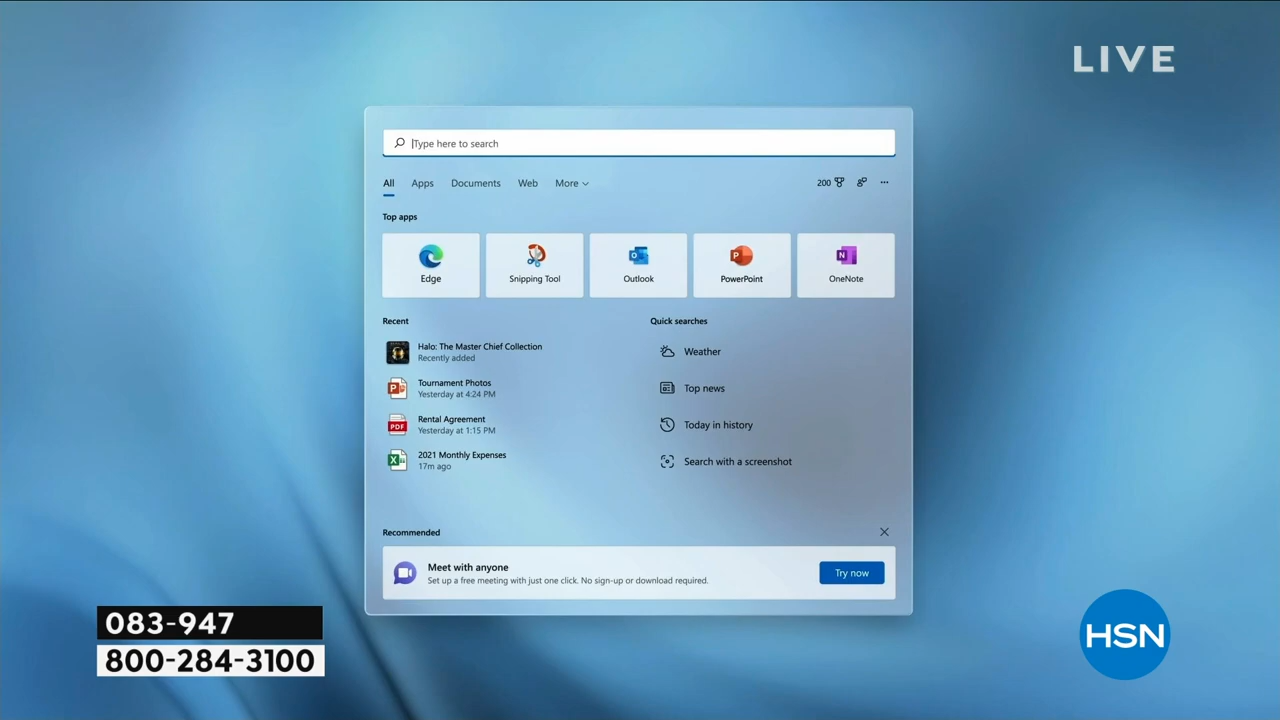 LIVE
Type here to search
All Apps Documents Web More
200
Top apps
Edge Snipping Tool Outlook PowerPoint OneNote
Recent
Halo: The Master Chief Collection
Recently added
Tournament Photos
Yesterday at 4:24 PM
PDF
Rental Agreement
Yesterday at 1:15 PM
2021 Monthly Expenses
17m ago
Quick searches
Weather
Top news
Today in history
Search with a screenshot
Recommended
Meet with anyone
Set up a free meeting with just one click. No sign-up or download required.
Try now
083-947
800-284-3100
HSN